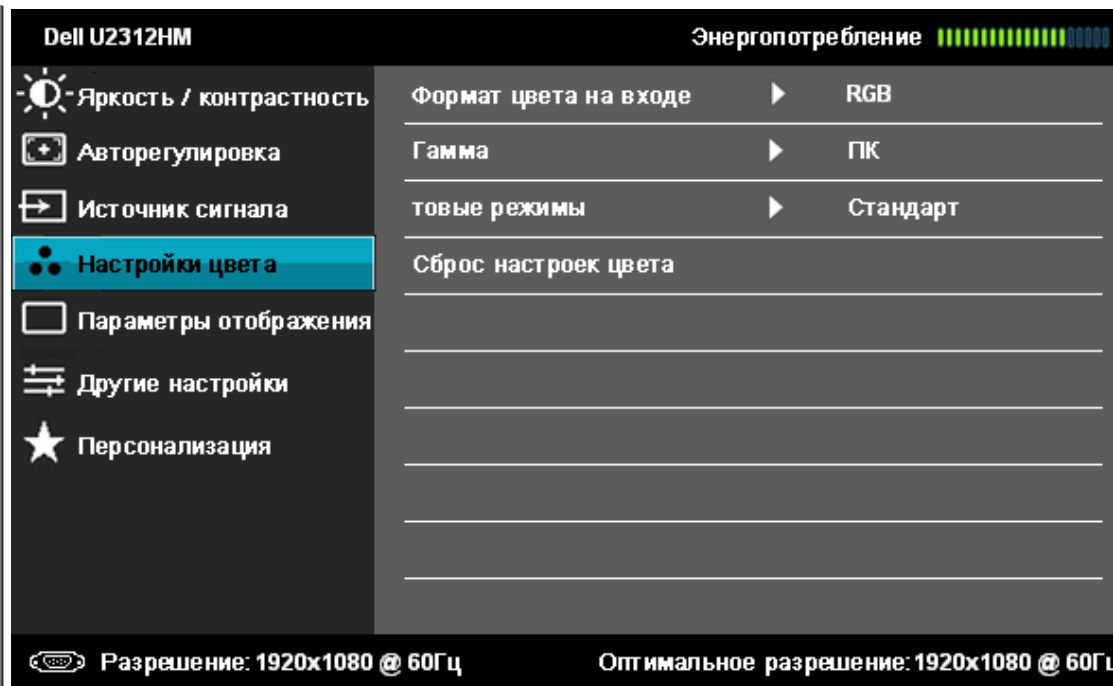 Dell U2312HM Энергопотребление
Яркость / контрастность
Авторегулировка
Источник сигнала
Настройки цвета
Параметры отображения
Другие настройки
Персонализация
Формат цвета на входе RGB
Гамма ПК
товые режимы Стандарт
Сброс настроек цвета
Разрешение: 1920x1080 @ 60Гц Оптимальное разрешение: 1920x1080 @ 60Гц